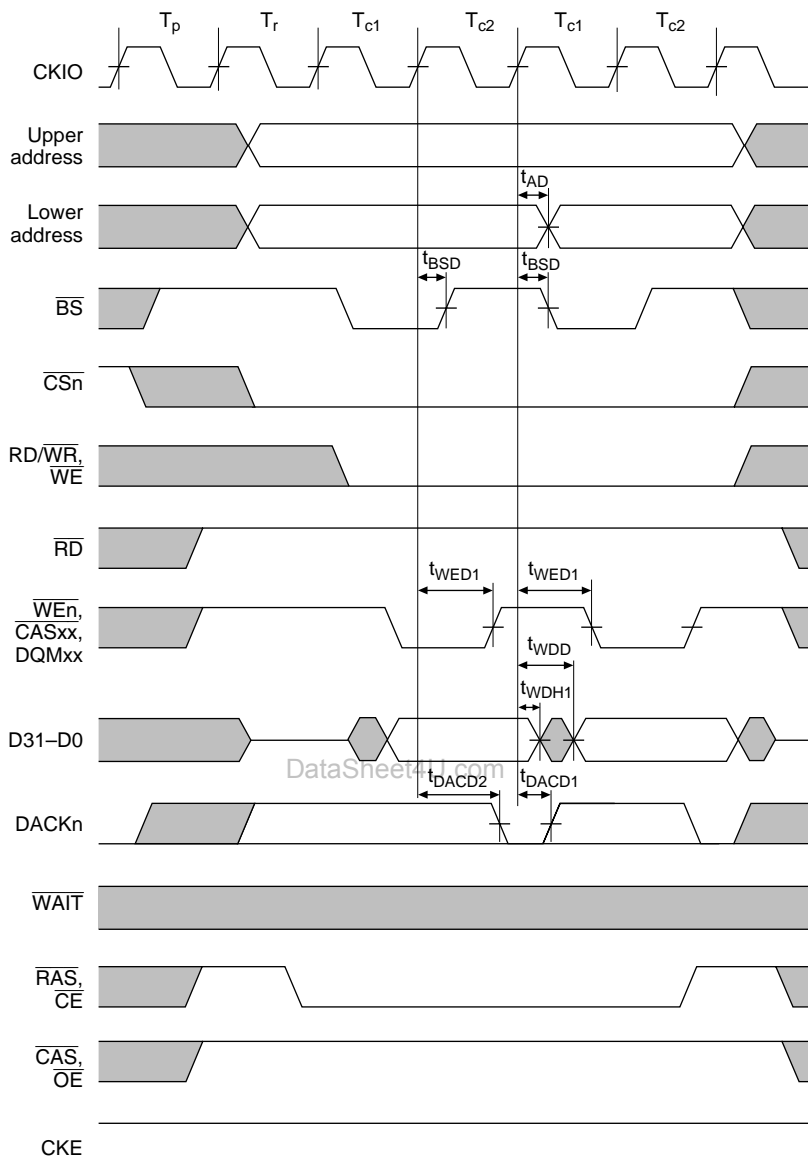 Tp Tr Tc1 Tc2 Tc1 Tc2
CKIO
Upper
address
tAD
Lower
address
tBSD tBSD
BS
CSn
RD/WR,
WE
RD
tWED1 tWED1
WEn,
CASxx,
DQMxx
tWDD
tWDH1
D31–D0
DataSheet4U.com
tDACD2 tDACD1
DACKn
WAIT
RAS,
CE
CAS,
OE
CKE